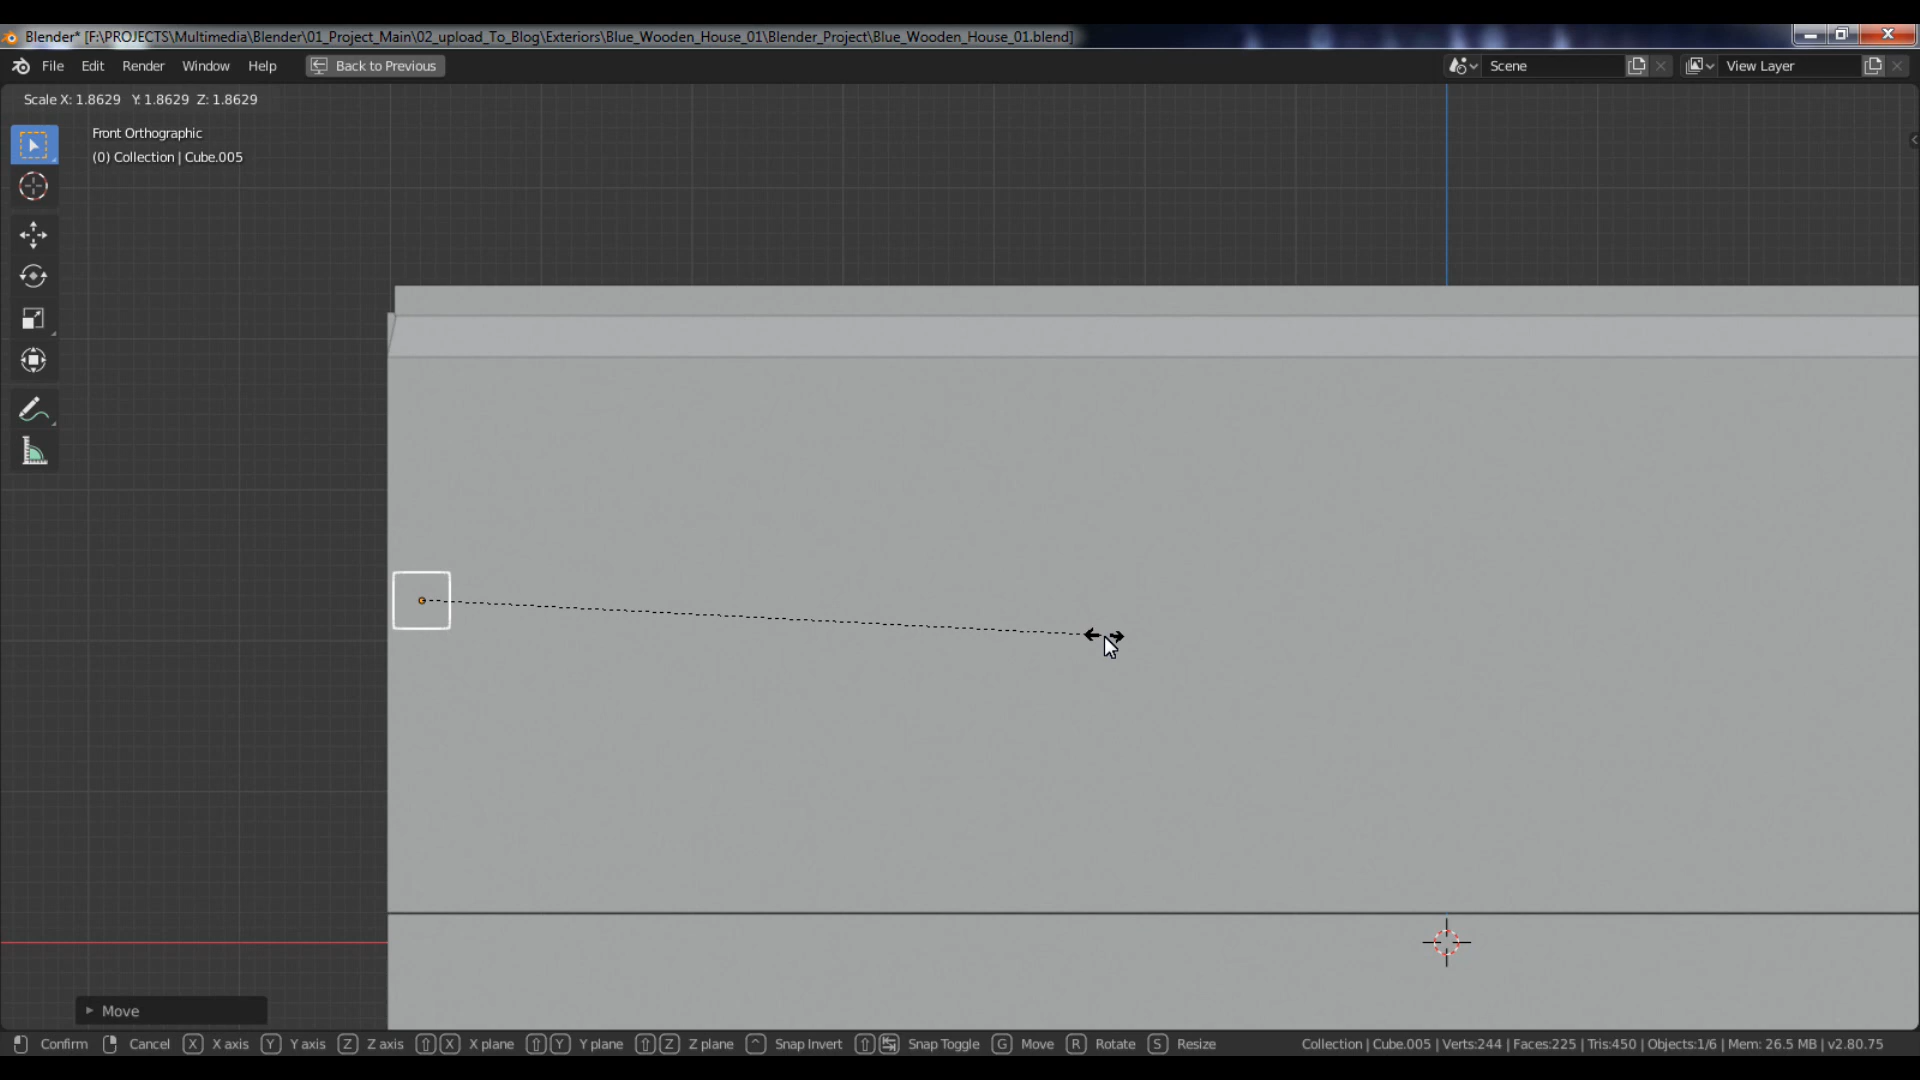 Blender* [F:\PROJECTS\Multimedia\Blender\01_Project_Main\02_upload_To_Blog\Exteriors\Blue_Wooden_House_01\Blender_Project\Blue_Wooden_House_01.blend]
File Edit Render Window Help Back to Previous Scene View Layer
Scale X: 1.8629 Y: 1.8629 Z: 1.8629
Front Orthographic
(0) Collection | Cube.005
Move
Confirm Cancel X X axis Y Y axis Z Z axis X X plane Y Y plane Z Z plane ^ Snap Invert Snap Toggle G Move R Rotate S Resize Collection | Cube.005 | Verts:244 | Faces:225 | Tris:450 | Objects:1/6 | Mem: 26.5 MB | v2.80.75